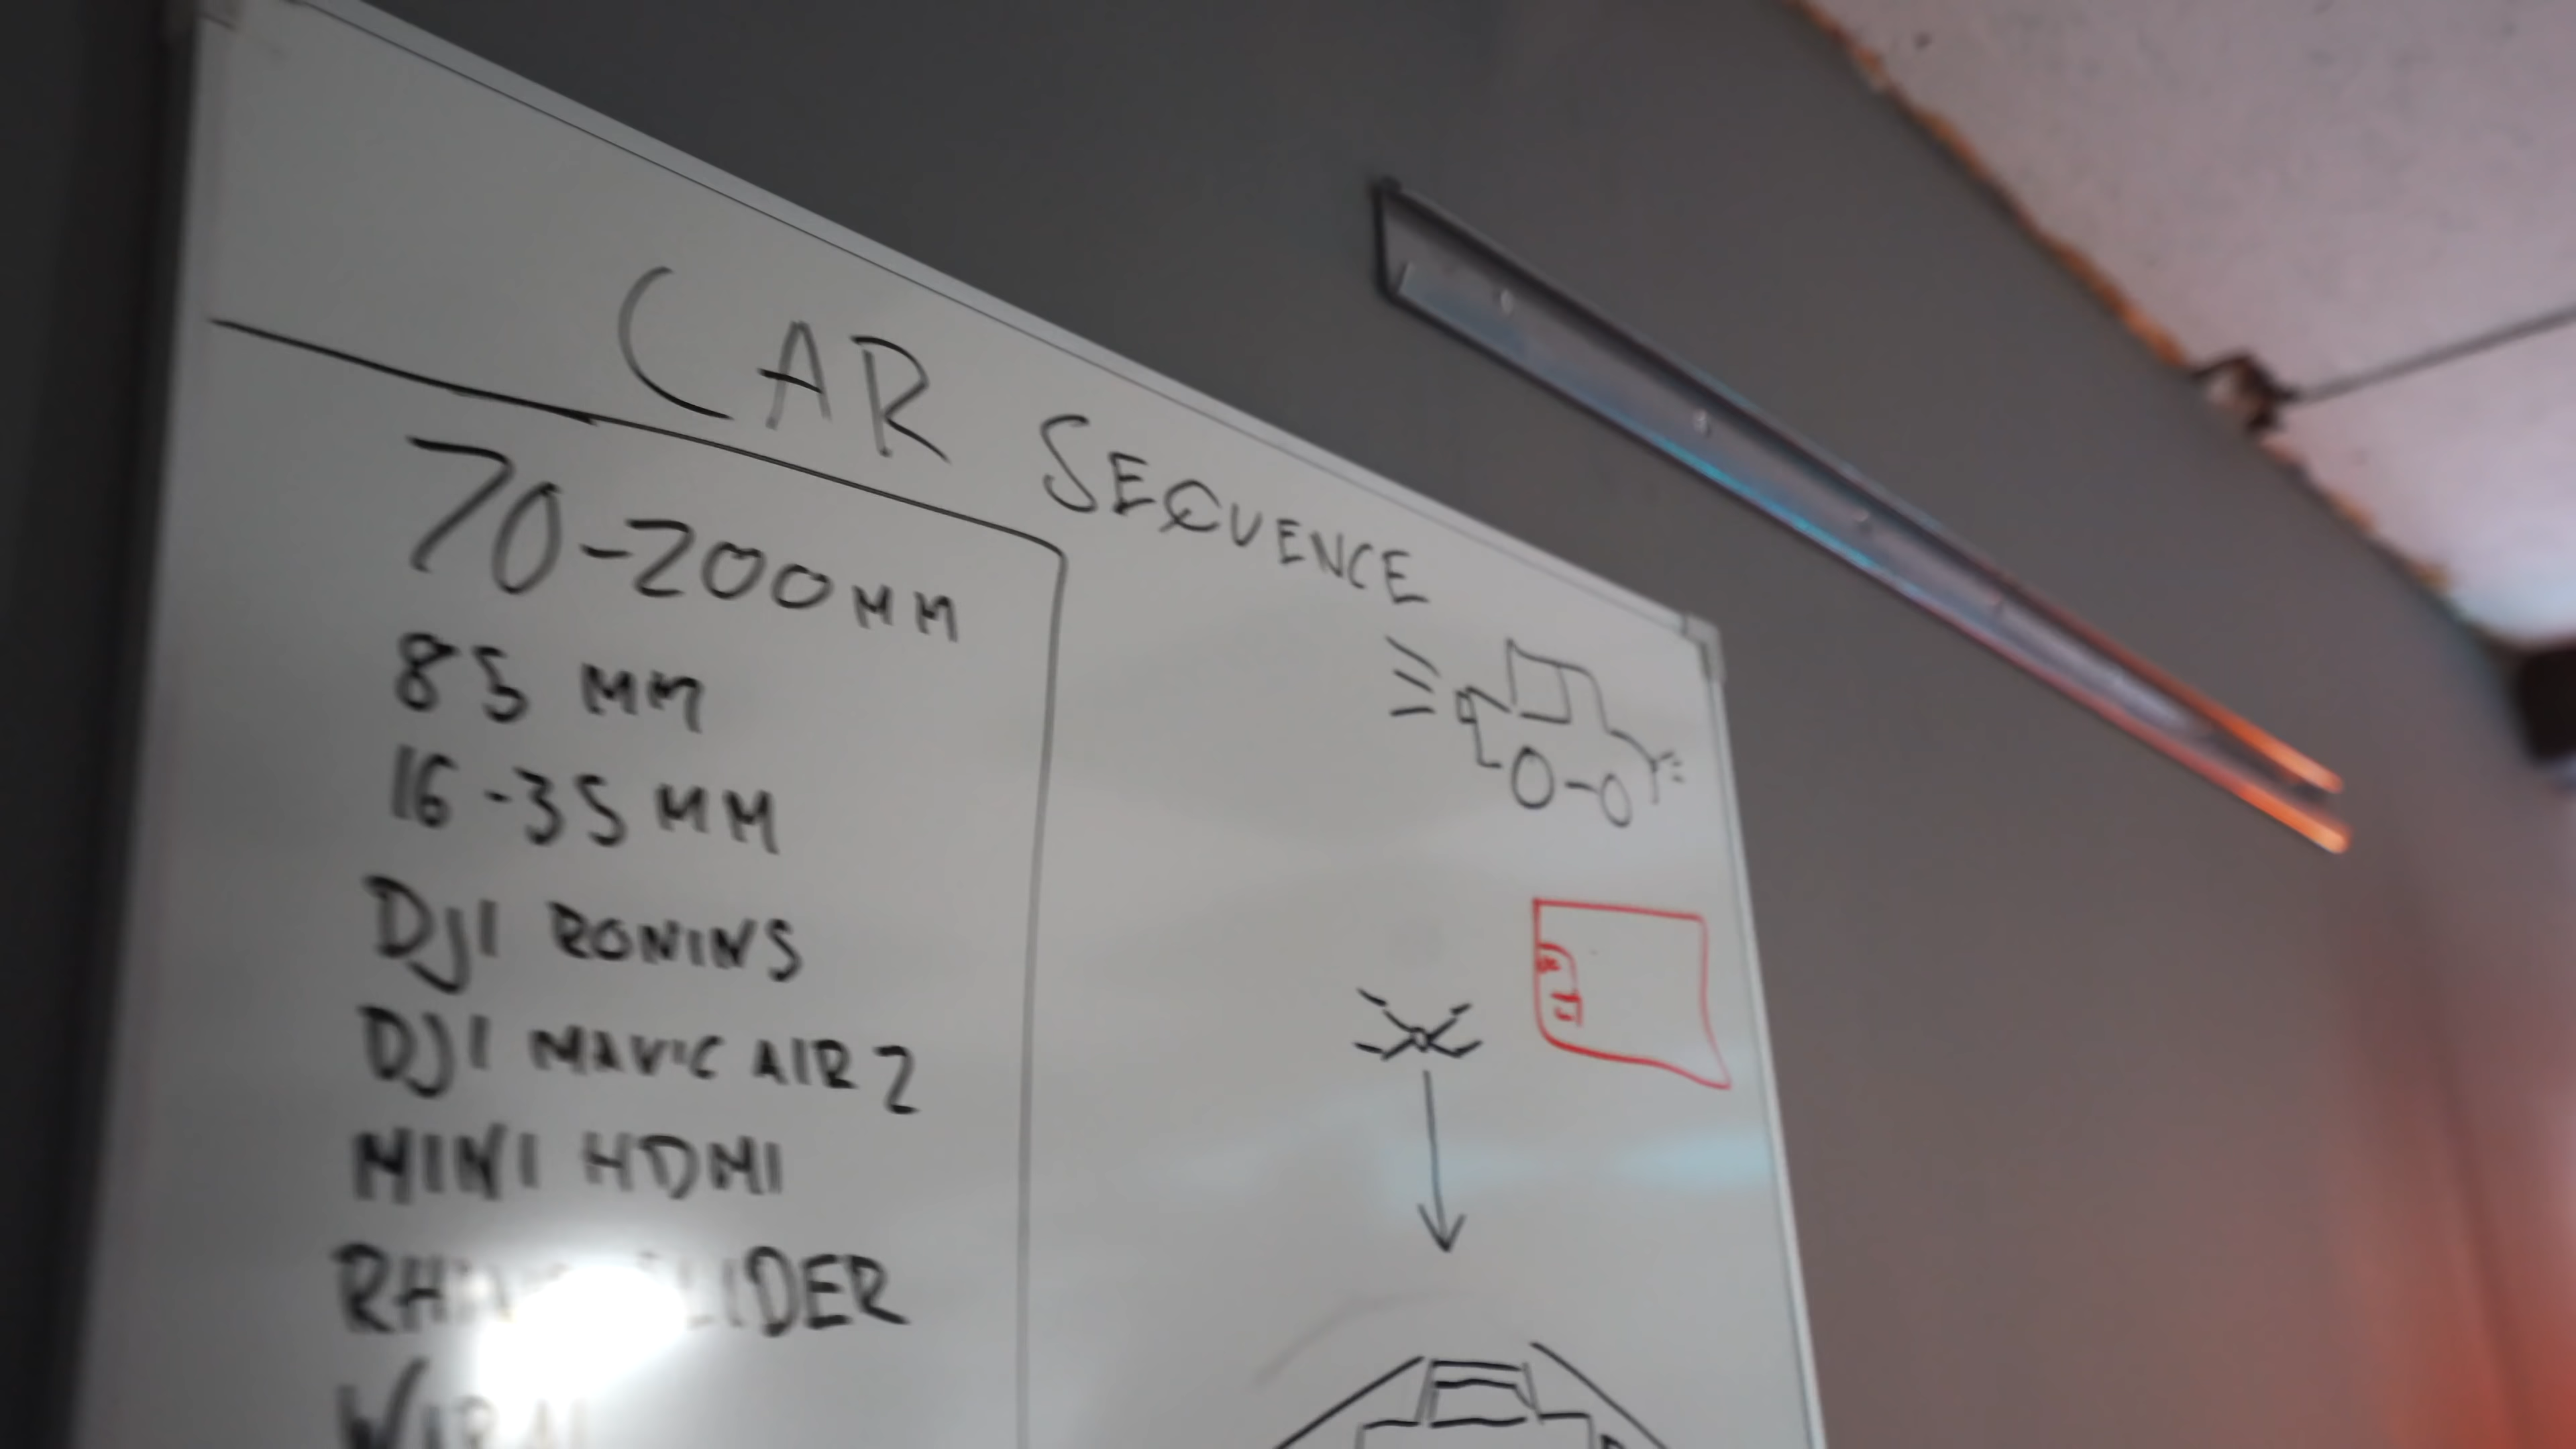 CAR SEQUENCE
70-200MM
85 MM
16-35MM
DJI RONINS
DJI MAVIC AIR 2
MINI HDMI